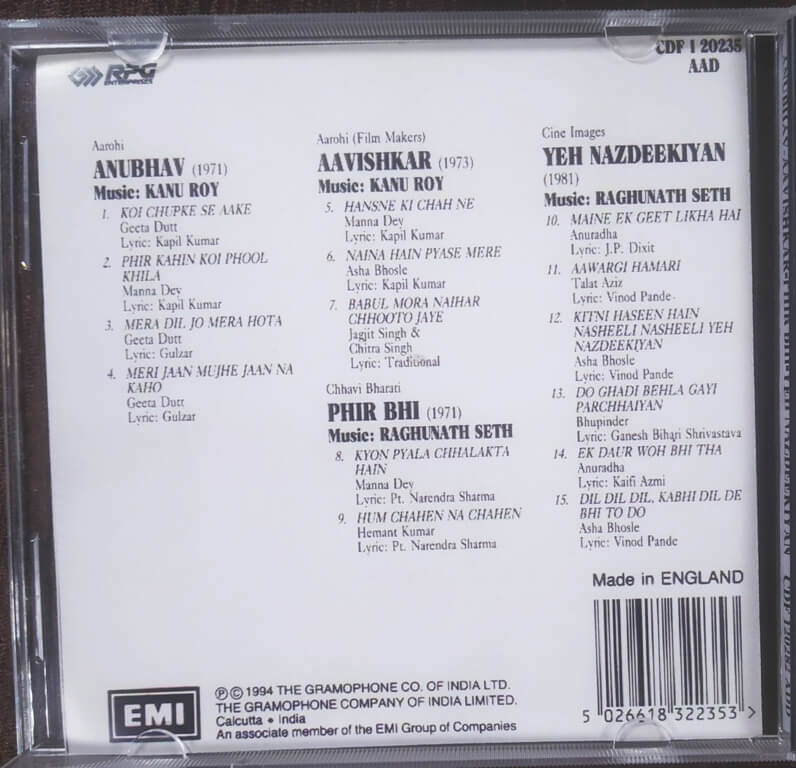 RPG
ENTERPRISES
CDF 1 20235
AAD
Aarohi
ANUBHAV (1971)
Music: KANU ROY
1. KOI CHUPKE SE AAKE
Geeta Dutt
Lyric: Kapil Kumar
2. PHIR KAHIN KOI PHOOL
KHILA
Manna Dey
Lyric: Kapil Kumar
3. MERA DIL JO MERA HOTA
Geeta Dutt
Lyric: Gulzar
4. MERI JAAN MUJHE JAAN NA
KAHO
Geeta Dutt
Lyric: Gulzar
Aarohi (Film Makers)
AAVISHKAR (1973)
Music: KANU ROY
5. HANSNE KI CHAH NE
Manna Dey
Lyric: Kapil Kumar
6. NAINA HAIN PYASE MERE
Asha Bhosle
Lyric: Kapil Kumar
7. BABUL MORA NAIHAR
CHHOOTO JAYE
Jagjit Singh &
Chitra Singh
Lyric: Traditional
Chhavi Bharati
PHIR BHI (1971)
Music: RAGHUNATH SETH
8. KYON PYALA CHHALAKTA
HAIN
Manna Dey
Lyric: Pt. Narendra Sharma
9. HUM CHAHEN NA CHAHEN
Hemant Kumar
Lyric: Pt. Narendra Sharma
Cine Images
YEH NAZDEEKIYAN
(1981)
Music: RAGHUNATH SETH
10. MAINE EK GEET LIKHA HAI
Anuradha
Lyric: J.P. Dixit
11. AAWARGI HAMARI
Talat Aziz
Lyric: Vinod Pande
12. KITNI HASEEN HAIN
NASHEELI NASHEELI YEH
NAZDEEKIYAN
Asha Bhosle
Lyric: Vinod Pande
13. DO GHADI BEHLA GAYI
PARCHHAIYAN
Bhupinder
Lyric: Ganesh Bihari Shrivastava
14. EK DAUR WOH BHI THA
Anuradha
Lyric: Kaifi Azmi
15. DIL DIL DIL, KABHI DIL DE
BHI TO DO
Asha Bhosle
Lyric: Vinod Pande
Made in ENGLAND
5 026618 322353 >
EMI
℗ © 1994 THE GRAMOPHONE CO. OF INDIA LTD.
THE GRAMOPHONE COMPANY OF INDIA LIMITED.
Calcutta • India
An associate member of the EMI Group of Companies